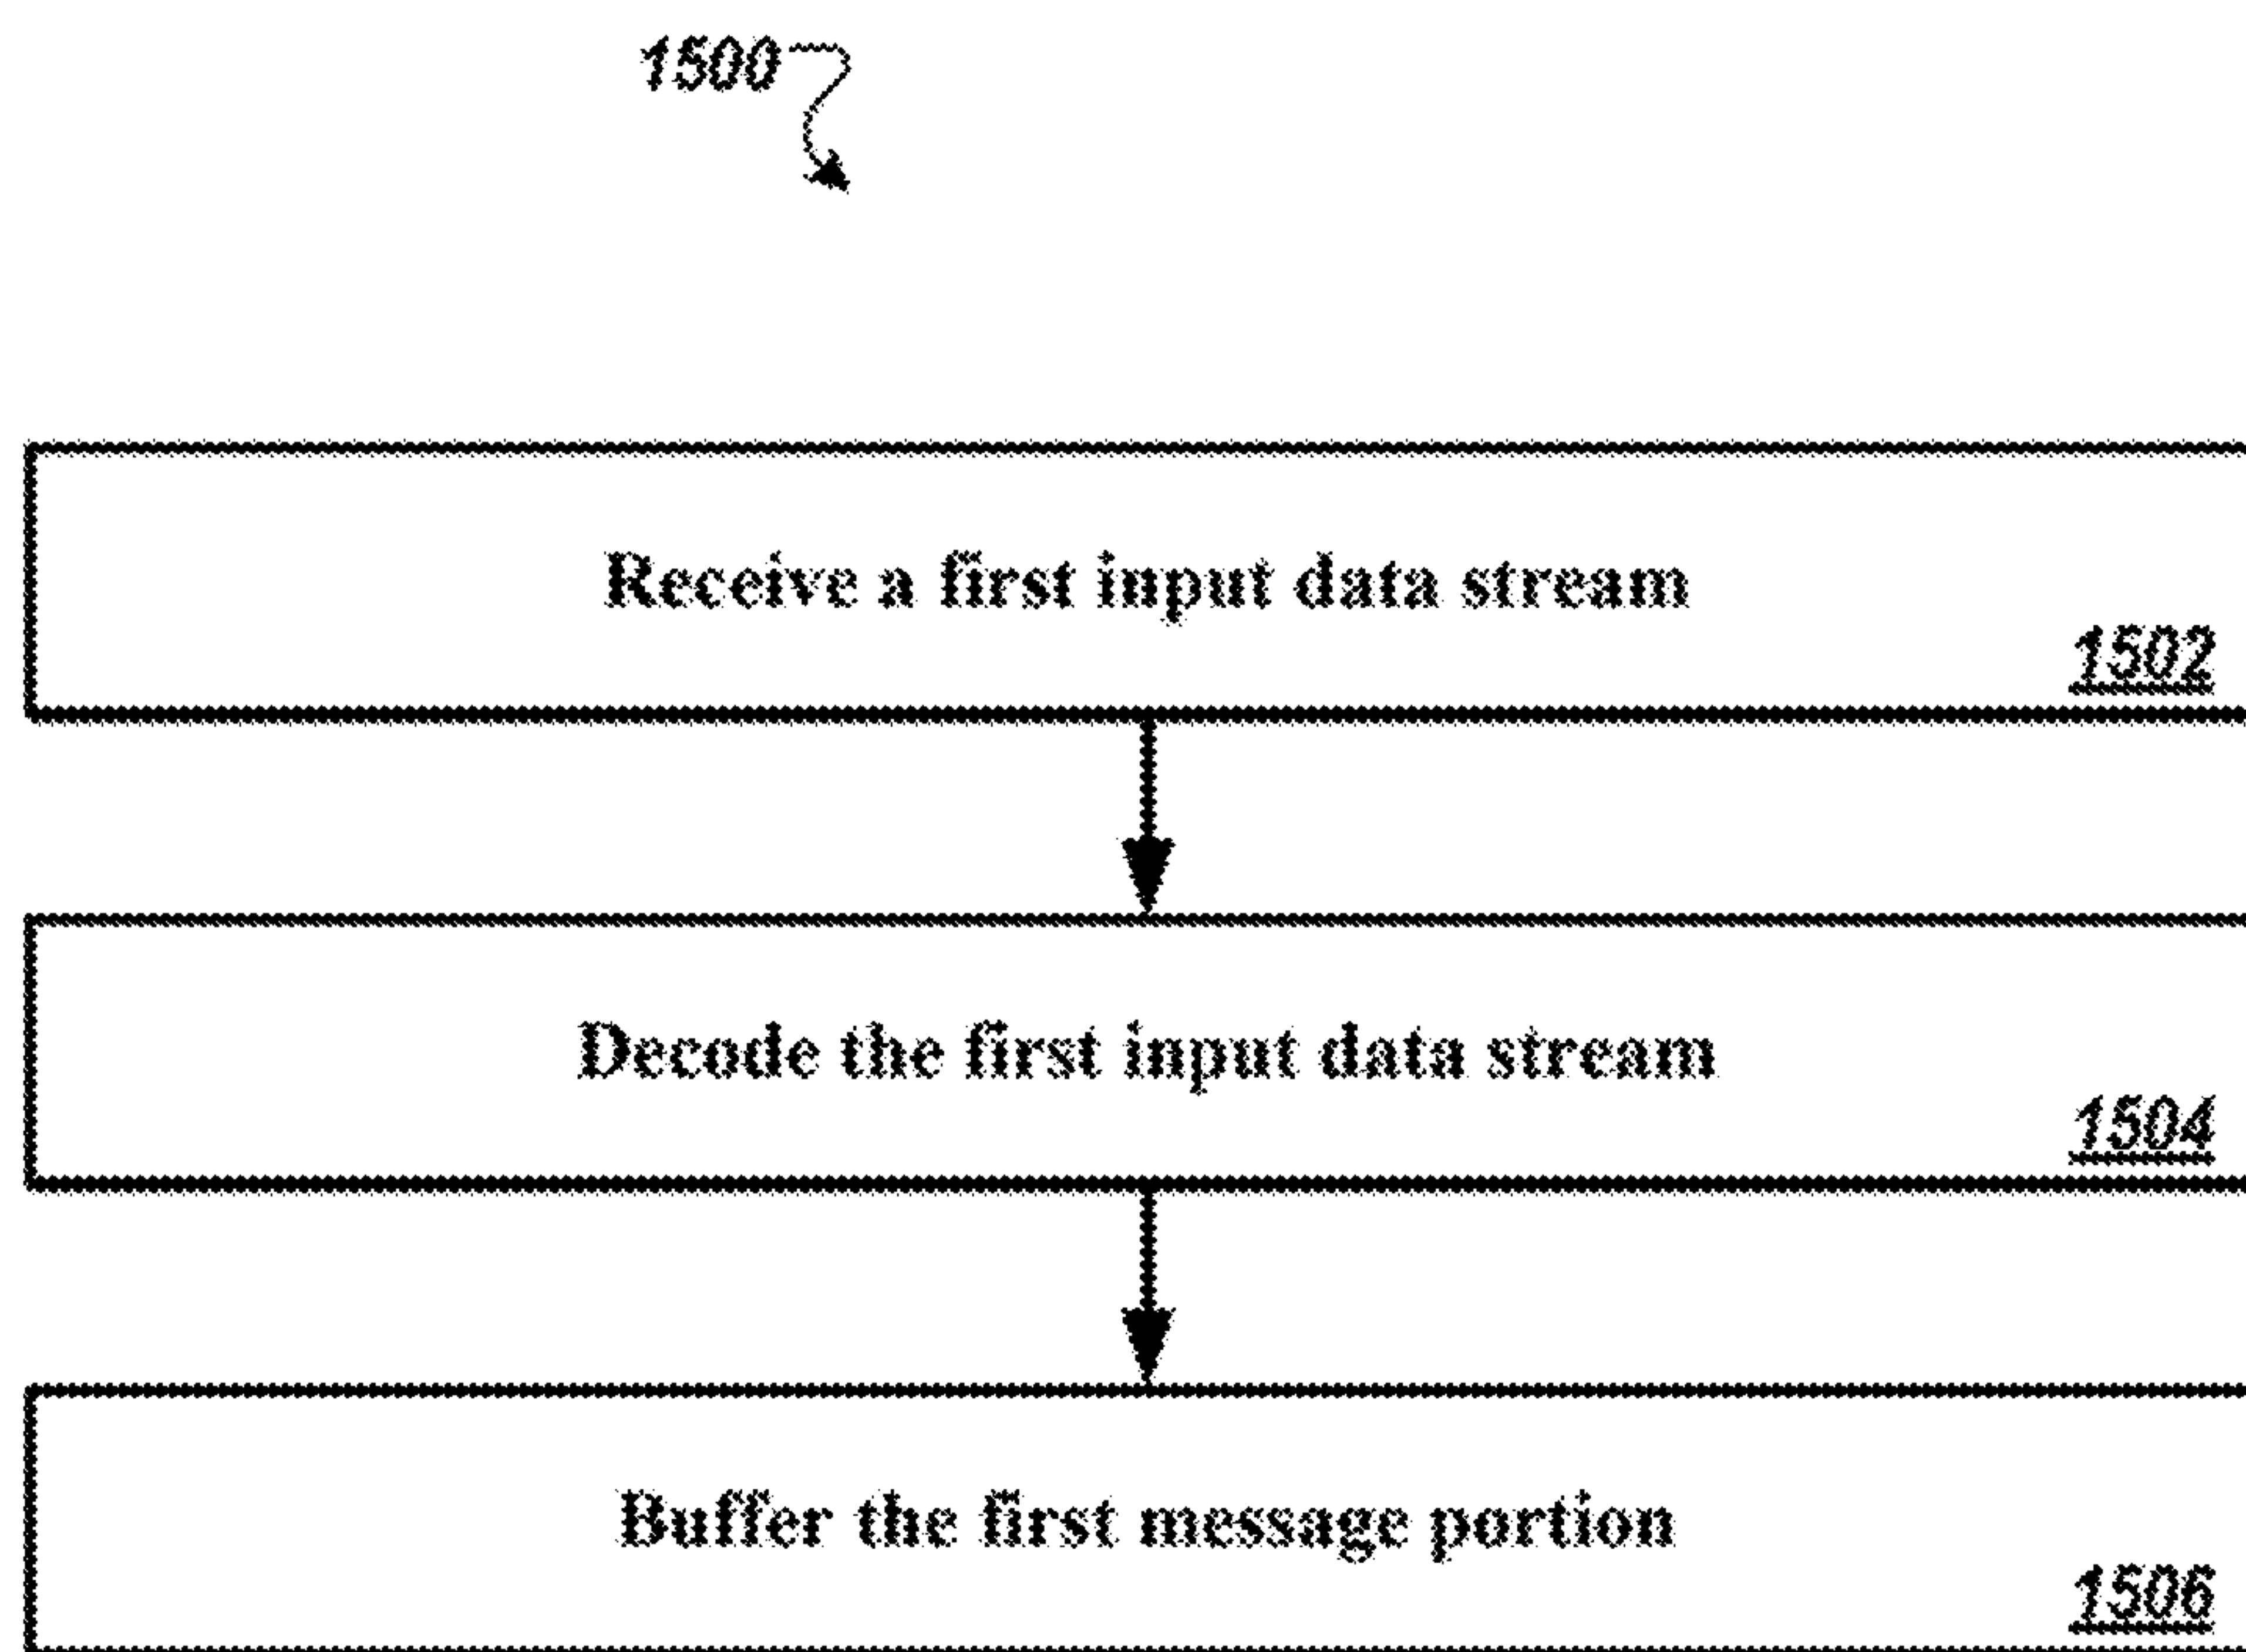 1500
Receive a first input data stream
1502
Decode the first input data stream
1504
Buffer the first message portion
1506